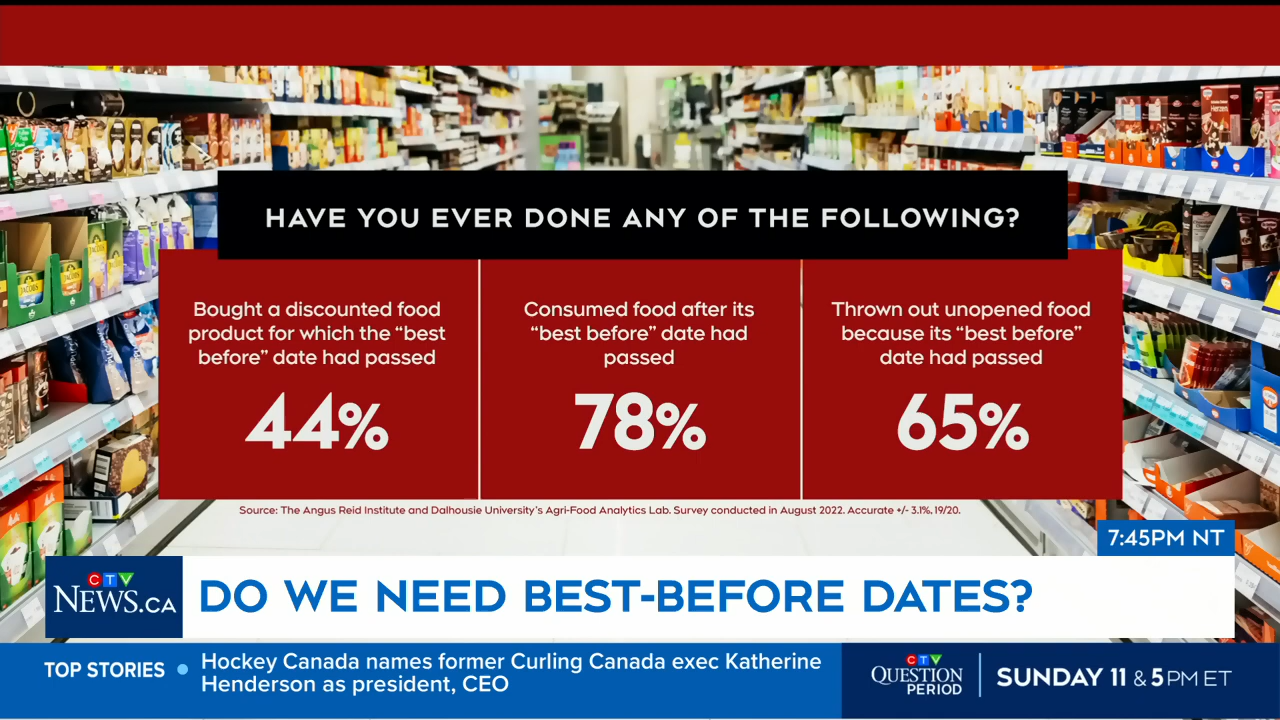 HAVE YOU EVER DONE ANY OF THE FOLLOWING?
Bought a discounted food
product for which the “best
before” date had passed
44%
Consumed food after its
“best before” date had
passed
78%
Thrown out unopened food
because its “best before”
date had passed
65%
Source: The Angus Reid Institute and Dalhousie University's Agri-Food Analytics Lab. Survey conducted in August 2022. Accurate +/- 3.1%, 19/20.
7:45PM NT
CTV
NEWS.CA
DO WE NEED BEST-BEFORE DATES?
TOP STORIES
Hockey Canada names former Curling Canada exec Katherine
Henderson as president, CEO
CTV
QUESTION
PERIOD
SUNDAY 11 & 5PM ET